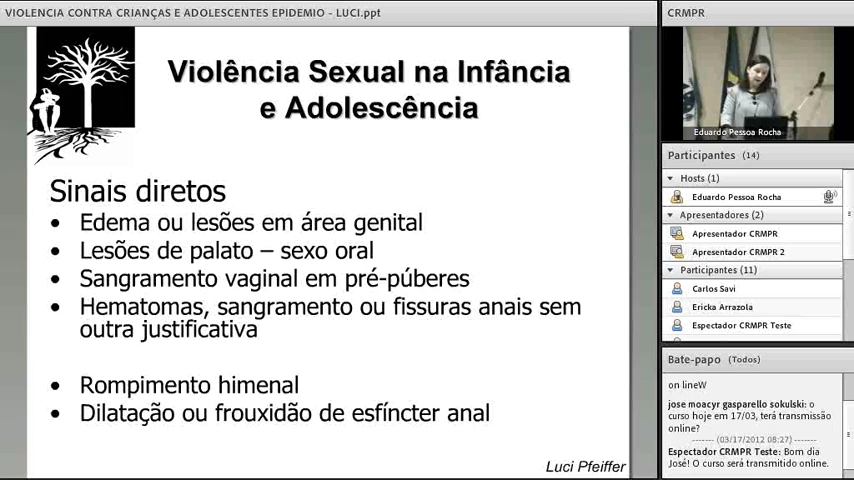 VIOLENCIA CONTRA CRIANÇAS E ADOLESCENTES EPIDEMIO - LUCI.ppt
Violência Sexual na Infância
e Adolescência
Sinais diretos
• Edema ou lesões em área genital
• Lesões de palato – sexo oral
• Sangramento vaginal em pré-púberes
• Hematomas, sangramento ou fissuras anais sem
outra justificativa
• Rompimento himenal
• Dilatação ou frouxidão de esfíncter anal
Luci Pfeiffer
CRMPR
Eduardo Pessoa Rocha
Participantes (14)
Hosts (1)
Eduardo Pessoa Rocha
Apresentadores (2)
Apresentador CRMPR
Apresentador CRMPR 2
Participantes (11)
Carlos Savi
Ericka Arrazola
Espectador CRMPR Teste
Bate-papo (Todos)
on lineW
jose moacyr gasparello sokulski: o
curso hoje em 17/03, terá transmissão
online?
------- (03/17/2012 08:27) -------
Espectador CRMPR Teste: Bom dia
José! O curso será transmitido online.